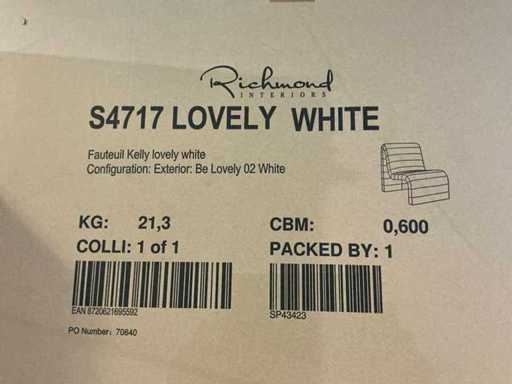 Richmond
INTERIORS
S4717 LOVELY WHITE
Fauteuil Kelly lovely white
Configuration: Exterior: Be Lovely 02 White
KG: 21,3 CBM: 0,600
COLLI: 1 of 1 PACKED BY: 1
EAN 8720621695592 SP43423
PO Number: 70840